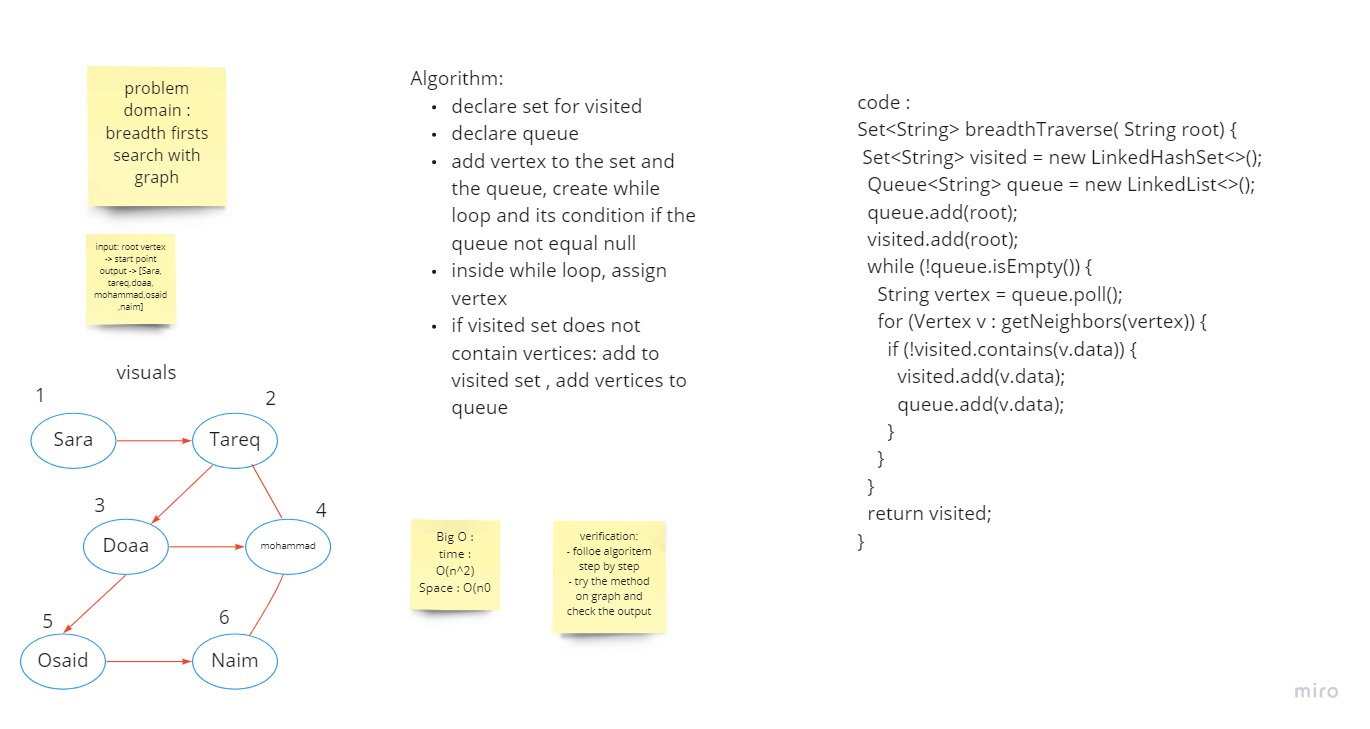 problem
domain :
breadth firsts
search with
graph
input: root vertex
-> start point
output -> [Sara,
tareq,doaa,
mohammad,osaid
,naim]
visuals
1
2
Sara
Tareq
3
4
Doaa
mohammad
5
6
Osaid
Naim
Algorithm:
• declare set for visited
• declare queue
• add vertex to the set and
the queue, create while
loop and its condition if the
queue not equal null
• inside while loop, assign
vertex
• if visited set does not
contain vertices: add to
visited set , add vertices to
queue
Big O :
time :
O(n^2)
Space : O(n0
verification:
- folloe algoritem
step by step
- try the method
on graph and
check the output
code :
Set<String> breadthTraverse( String root) {
Set<String> visited = new LinkedHashSet<>();
Queue<String> queue = new LinkedList<>();
queue.add(root);
visited.add(root);
while (!queue.isEmpty()) {
String vertex = queue.poll();
for (Vertex v : getNeighbors(vertex)) {
if (!visited.contains(v.data)) {
visited.add(v.data);
queue.add(v.data);
}
}
}
return visited;
}
miro